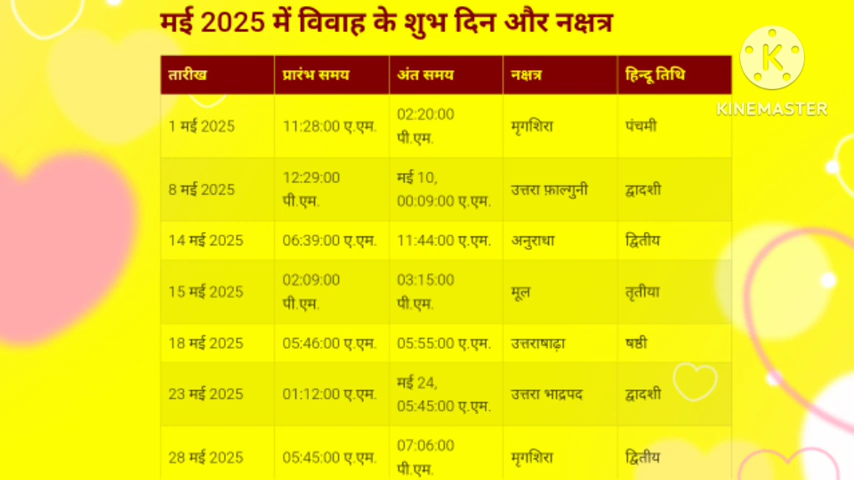 मई 2025 में विवाह के शुभ दिन और नक्षत्र
K
KINEMASTER
तारीख प्रारंभ समय अंत समय नक्षत्र हिन्दू तिथि
1 मई 2025 11:28:00 ए.एम. 02:20:00 पी.एम. मृगशिरा पंचमी
8 मई 2025 12:29:00 पी.एम. मई 10, 00:09:00 ए.एम. उत्तरा फ़ाल्गुनी द्वादशी
14 मई 2025 06:39:00 ए.एम. 11:44:00 ए.एम. अनुराधा द्वितीय
15 मई 2025 02:09:00 पी.एम. 03:15:00 पी.एम. मूल तृतीया
18 मई 2025 05:46:00 ए.एम. 05:55:00 ए.एम. उत्तराषाढ़ा षष्ठी
23 मई 2025 01:12:00 ए.एम. मई 24, 05:45:00 ए.एम. उत्तरा भाद्रपद द्वादशी
28 मई 2025 05:45:00 ए.एम. 07:06:00 पी.एम. मृगशिरा द्वितीय